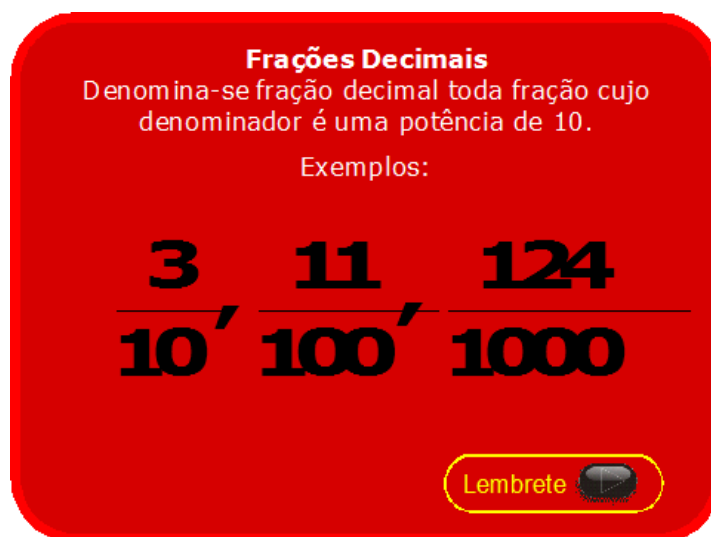 Frações Decimais
Denomina-se fração decimal toda fração cujo
denominador é uma potência de 10.
Exemplos:
3/10, 11/100, 124/1000
Lembrete